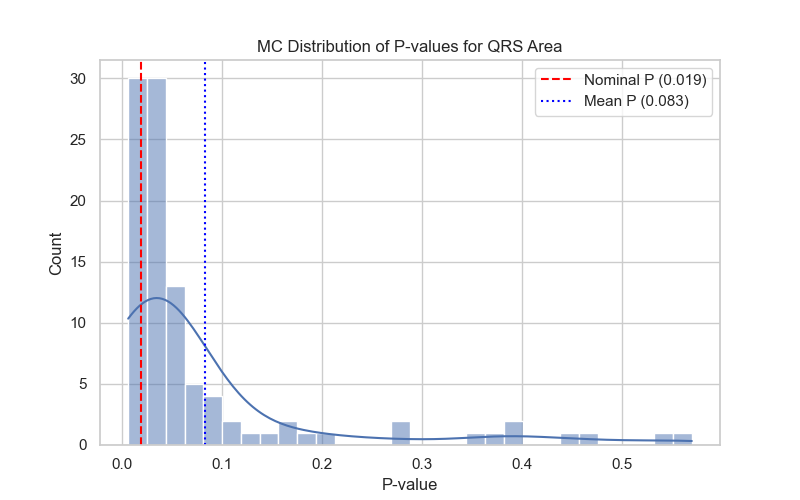 MC Distribution of P-values for QRS Area
Nominal P (0.019)
Mean P (0.083)
Count
30
25
20
15
10
5
0
0.0 0.1 0.2 0.3 0.4 0.5
P-value